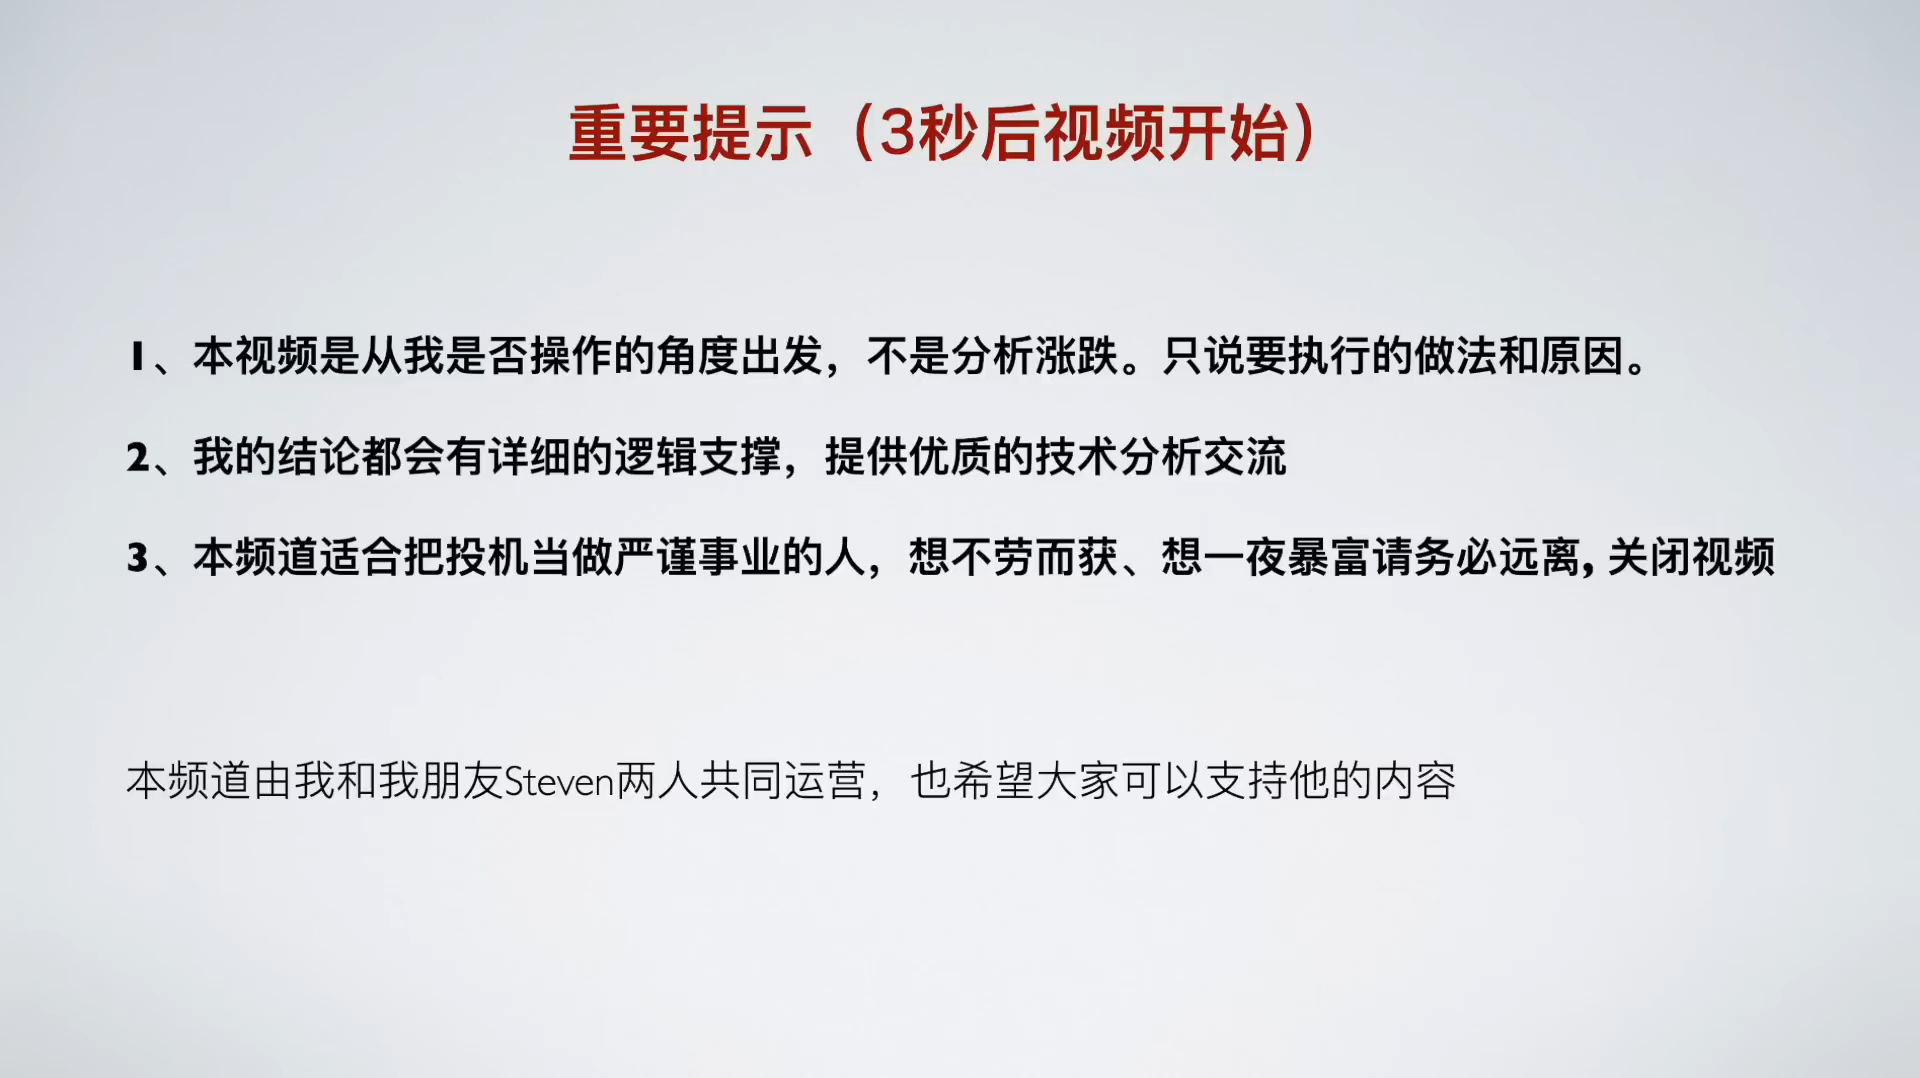 重要提示（3秒后视频开始）
1、本视频是从我是否操作的角度出发，不是分析涨跌。只说要执行的做法和原因。
2、我的结论都会有详细的逻辑支撑，提供优质的技术分析交流
3、本频道适合把投机当做严谨事业的人，想不劳而获、想一夜暴富请务必远离, 关闭视频
本频道由我和我朋友Steven两人共同运营，也希望大家可以支持他的内容